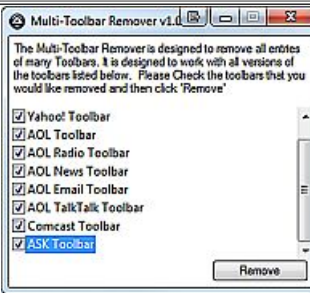 Multi-Toolbar Remover v1.0
The Multi-Toolbar Remover is designed to remove all entries
of many Toolbars. It is designed to work with all versions of
the toolbars listed below. Please Check the toolbars that you
would like removed and then click 'Remove'
Yahoo! Toolbar
AOL Toolbar
AOL Radio Toolbar
AOL News Toolbar
AOL Email Toolbar
AOL TalkTalk Toolbar
Comcast Toolbar
ASK Toolbar
Remove